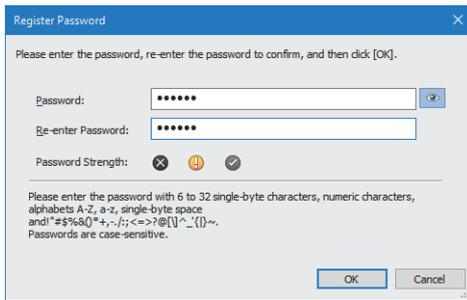 Register Password
Please enter the password, re-enter the password to confirm, and then click [OK].
Password: ••••••
Re-enter Password: ••••••
Password Strength:
Please enter the password with 6 to 32 single-byte characters, numeric characters,
alphabets A-Z, a-z, single-byte space
and!"#$%&()*+,-./:;<=>?@[\]^_'{|}~.
Passwords are case-sensitive.
OK Cancel